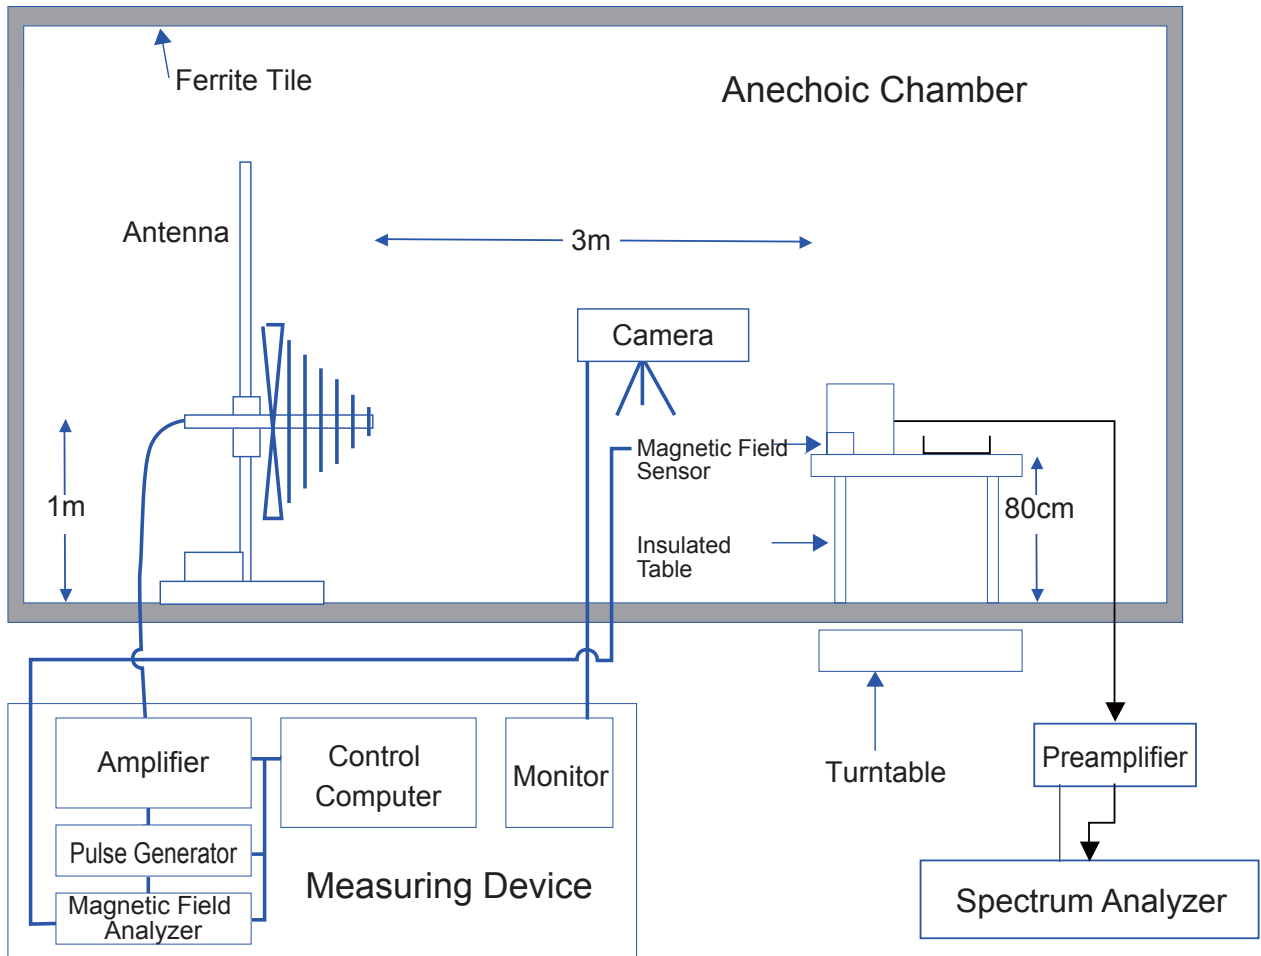 Ferrite Tile
Anechoic Chamber
Antenna
3m
Camera
Magnetic Field
Sensor
1m
80cm
Insulated
Table
Amplifier
Control
Computer
Monitor
Turntable
Preamplifier
Pulse Generator
Measuring Device
Magnetic Field
Analyzer
Spectrum Analyzer